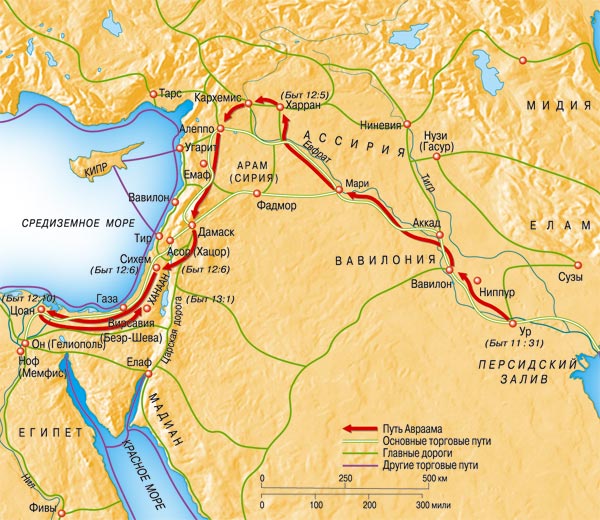 (Быт 12:5)
Тарс
Кархемис
Харран
МИДИЯ
Алеппо
АССИРИЯ
Ниневия
Нузи
(Гасур)
Угарит
Евфрат
КИПР
Емаф
АРАМ
(СИРИЯ)
Тигр
Мари
Вавилон
Фадмор
СРЕДИЗЕМНОЕ МОРЕ
Аккад
ЕЛАМ
Дамаск
Тир
Асор (Хацор)
Сихем
(Быт 12:6)
(Быт 12:6)
ВАВИЛОНИЯ
Вавилон
Сузы
Ниппур
(Быт 12:10)
Газа
ХАНААН
(Быт 13:1)
Цоан
Вирсавия
(Беэр-Шева)
Царская дорога
Ур
(Быт 11:31)
Он (Гелиополь)
Ноф
(Мемфис)
Елаф
ПЕРСИДСКИЙ
ЗАЛИВ
МАДИАН
ЕГИПЕТ
КРАСНОЕ МОРЕ
Нил
Фивы
Путь Авраама
Основные торговые пути
Главные дороги
Другие торговые пути
0 250 500 км
0 100 200 300 мили